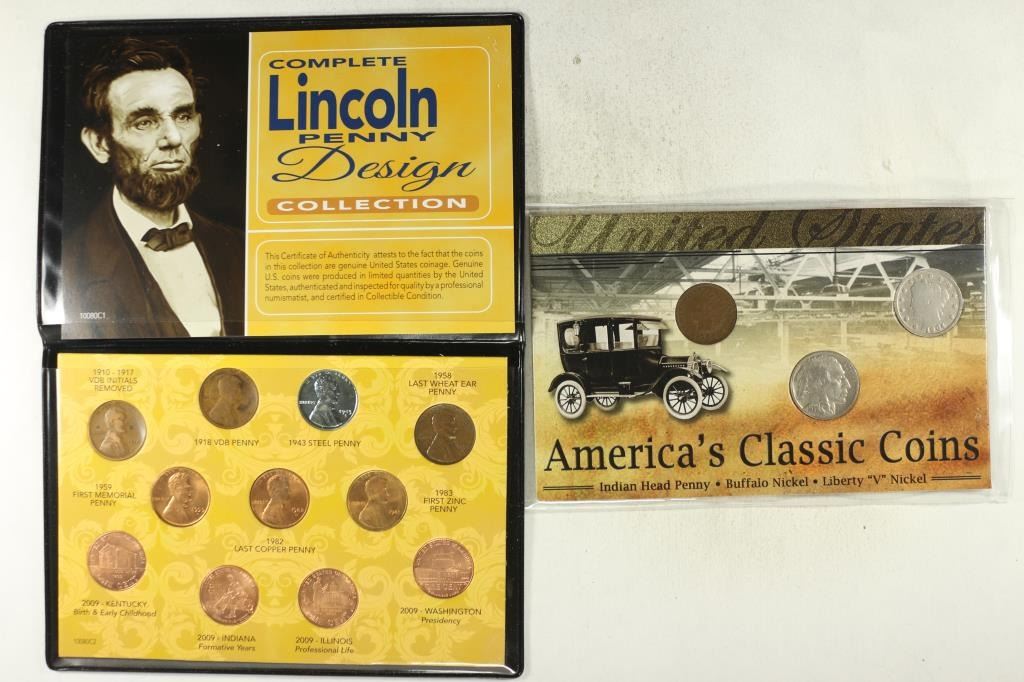 COMPLETE
Lincoln
PENNY
Design
COLLECTION
This Certificate of Authenticity attests to the fact that the coins
in this collection are genuine United States coinage. Genuine
U.S. coins were produced in limited quantities by the United
States, authenticated and inspected for quality by a professional
numismatist, and certified in Collectible Condition.
10080C1
1910 - 1917
VDB INITIALS
REMOVED
1918 VDB PENNY
1943 STEEL PENNY
1958
LAST WHEAT EAR
PENNY
1959
FIRST MEMORIAL
PENNY
1982
LAST COPPER PENNY
1983
FIRST ZINC
PENNY
2009 - KENTUCKY
Birth & Early Childhood
2009 - INDIANA
Formative Years
2009 - ILLINOIS
Professional Life
2009 - WASHINGTON
Presidency
10080C2
United States
America's Classic Coins
Indian Head Penny • Buffalo Nickel • Liberty "V" Nickel